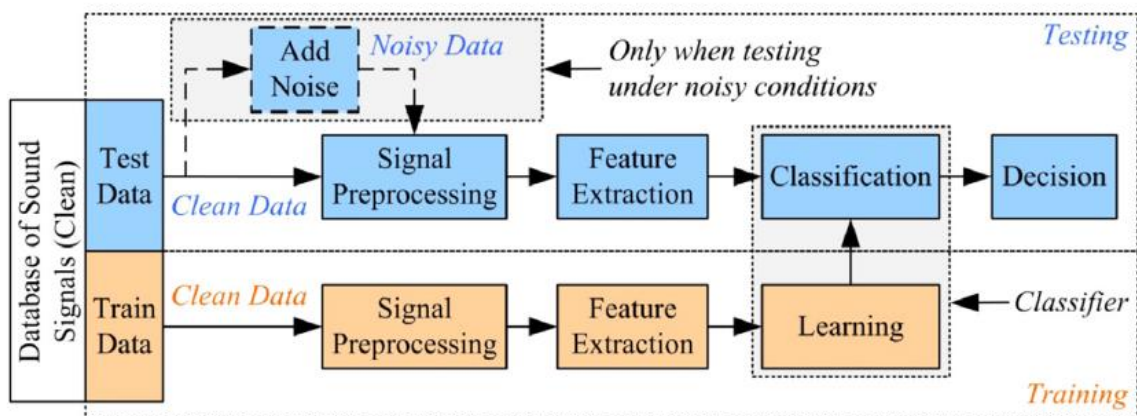 Testing
Noisy Data
Add
Noise
Only when testing
under noisy conditions
Database of Sound
Signals (Clean)
Test
Data
Clean Data
Signal
Preprocessing
Feature
Extraction
Classification
Decision
Train
Data
Clean Data
Signal
Preprocessing
Feature
Extraction
Learning
Classifier
Training